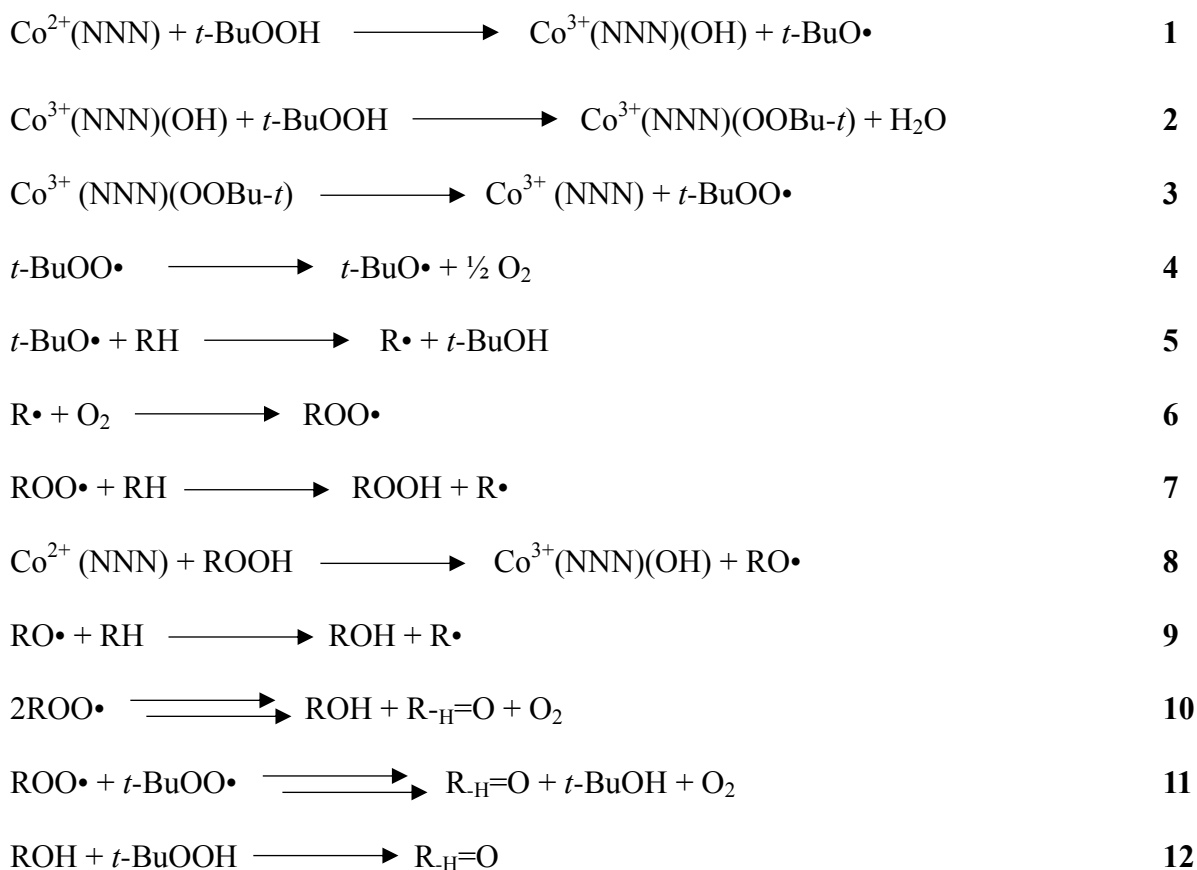 Co²⁺(NNN) + t-BuOOH ⟶ Co³⁺(NNN)(OH) + t-BuO• 1
Co³⁺(NNN)(OH) + t-BuOOH ⟶ Co³⁺(NNN)(OOBu-t) + H₂O 2
Co³⁺ (NNN)(OOBu-t) ⟶ Co³⁺ (NNN) + t-BuOO• 3
t-BuOO• ⟶ t-BuO• + ½ O₂ 4
t-BuO• + RH ⟶ R• + t-BuOH 5
R• + O₂ ⟶ ROO• 6
ROO• + RH ⟶ ROOH + R• 7
Co²⁺ (NNN) + ROOH ⟶ Co³⁺(NNN)(OH) + RO• 8
RO• + RH ⟶ ROH + R• 9
2ROO• ⇉ ROH + R-H=O + O₂ 10
ROO• + t-BuOO• ⇉ R-H=O + t-BuOH + O₂ 11
ROH + t-BuOOH ⟶ R-H=O 12